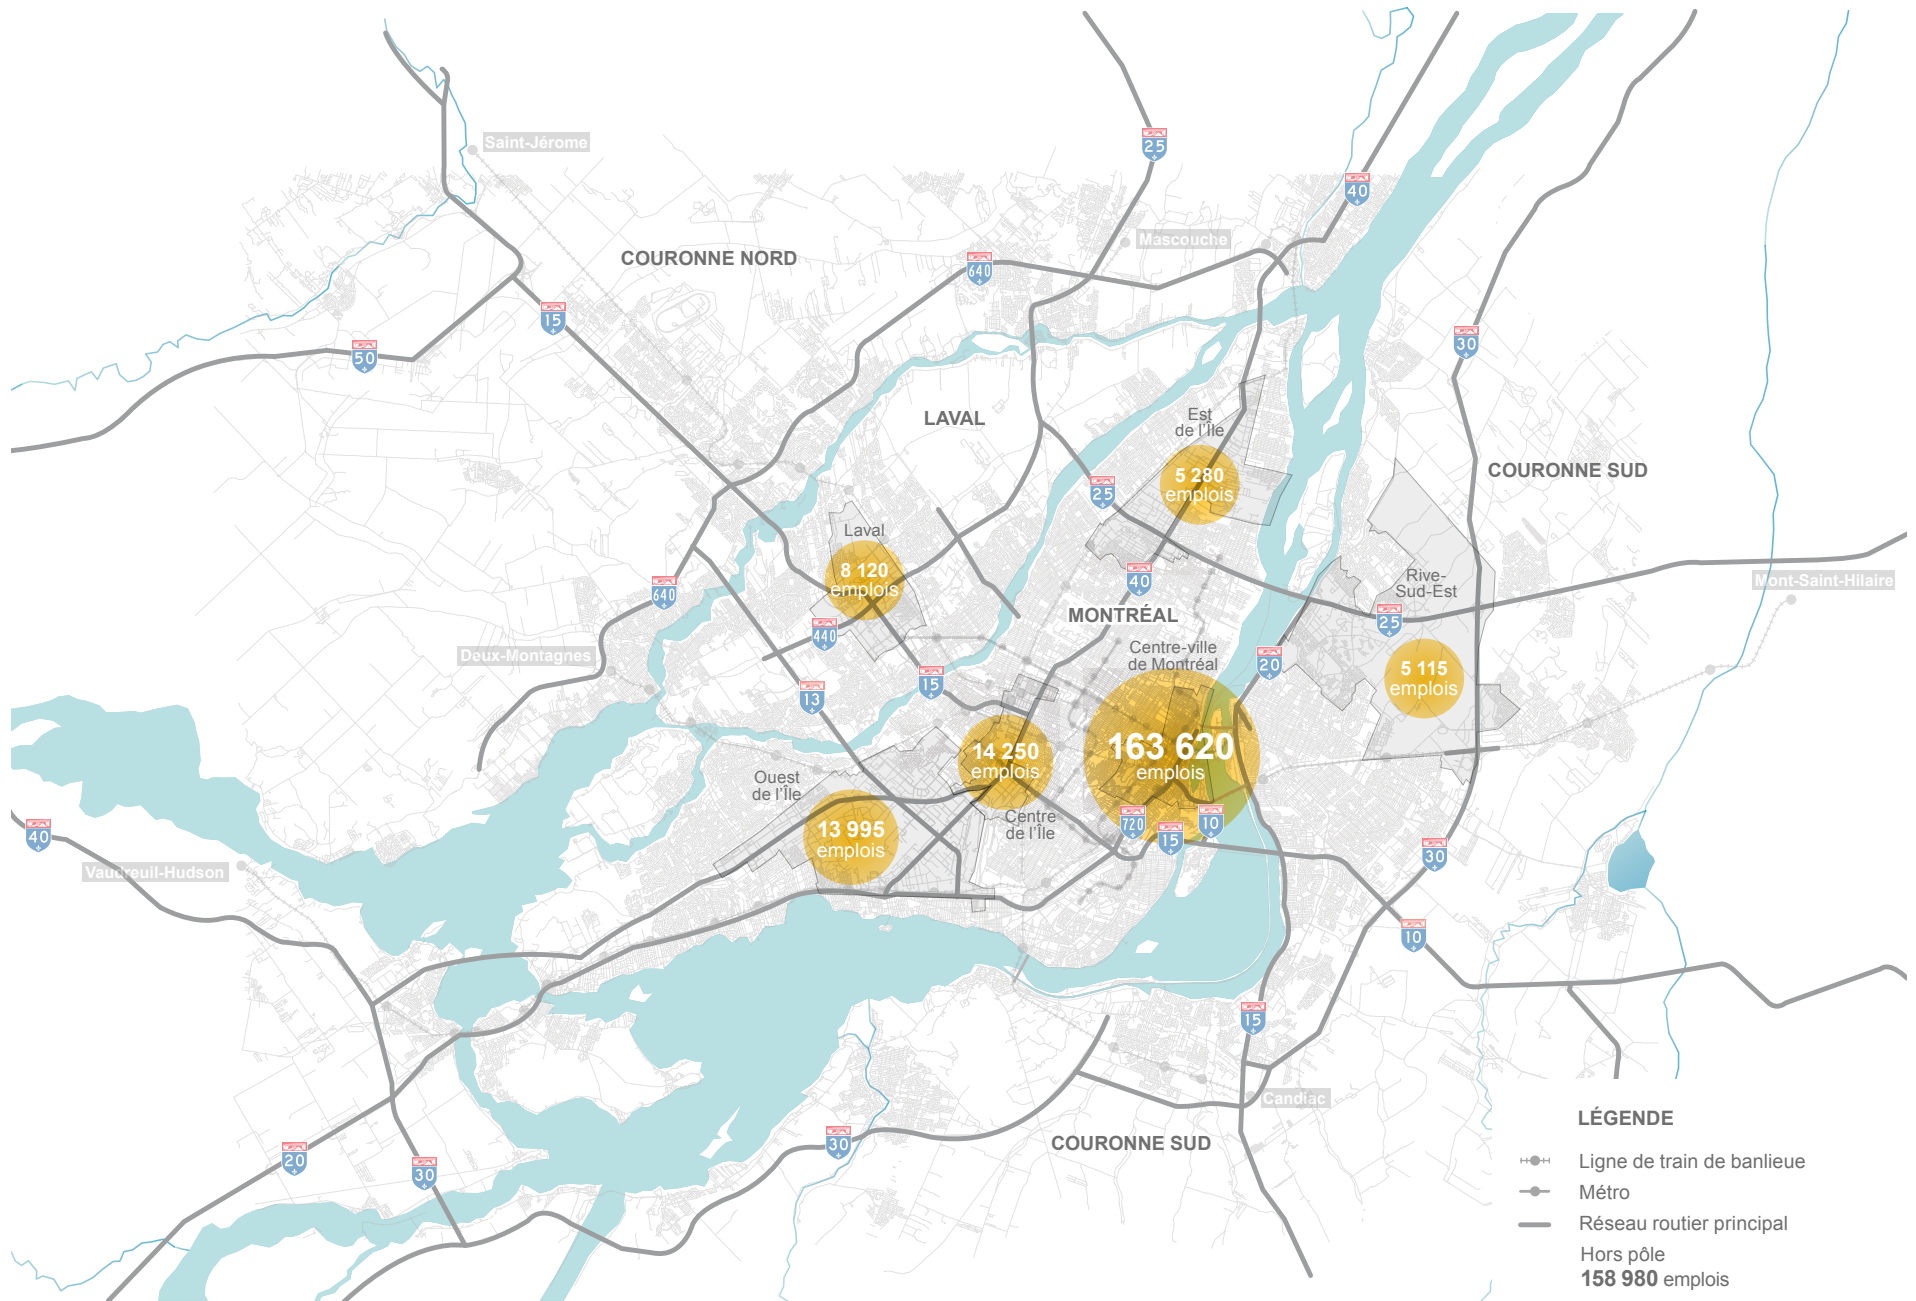 25
40
Saint-Jérome
Mascouche
COURONNE NORD
640
15
50
30
LAVAL
Est
de l'Île
COURONNE SUD
5 280
emplois
25
Laval
8 120
emplois
40
Rive-
Sud-Est
Mont-Saint-Hilaire
640
MONTRÉAL
25
440
Centre-ville
de Montréal
Deux-Montagnes
20
5 115
emplois
15
13
163 620
emplois
14 250
emplois
Ouest
de l'Île
Centre
de l'Île
720
10
15
13 995
emplois
40
30
Vaudreuil-Hudson
10
15
Candiac
LÉGENDE
30
COURONNE SUD
20
30
Ligne de train de banlieue
Métro
Réseau routier principal
Hors pôle
158 980 emplois